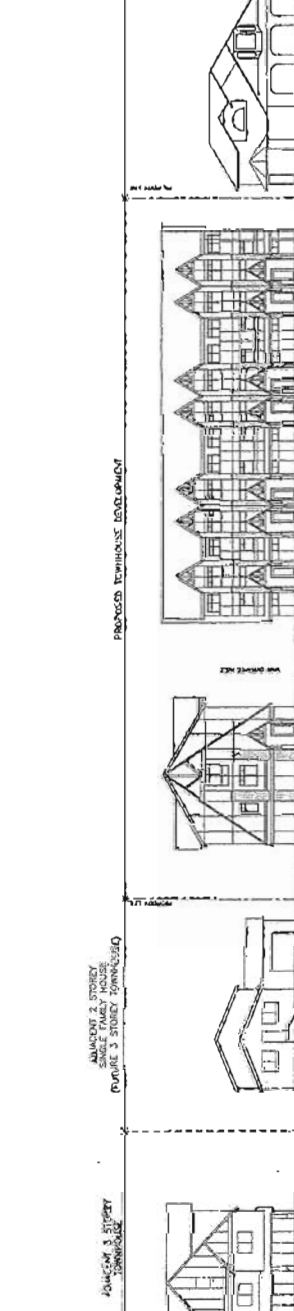 PROPOSED TOWNHOUSE DEVELOPMENT
ADJACENT 2 STOREY
SINGLE FAMILY HOUSE
(FUTURE 3 STOREY TOWNHOUSE)
ADJACENT 3 STOREY
TOWNHOUSE